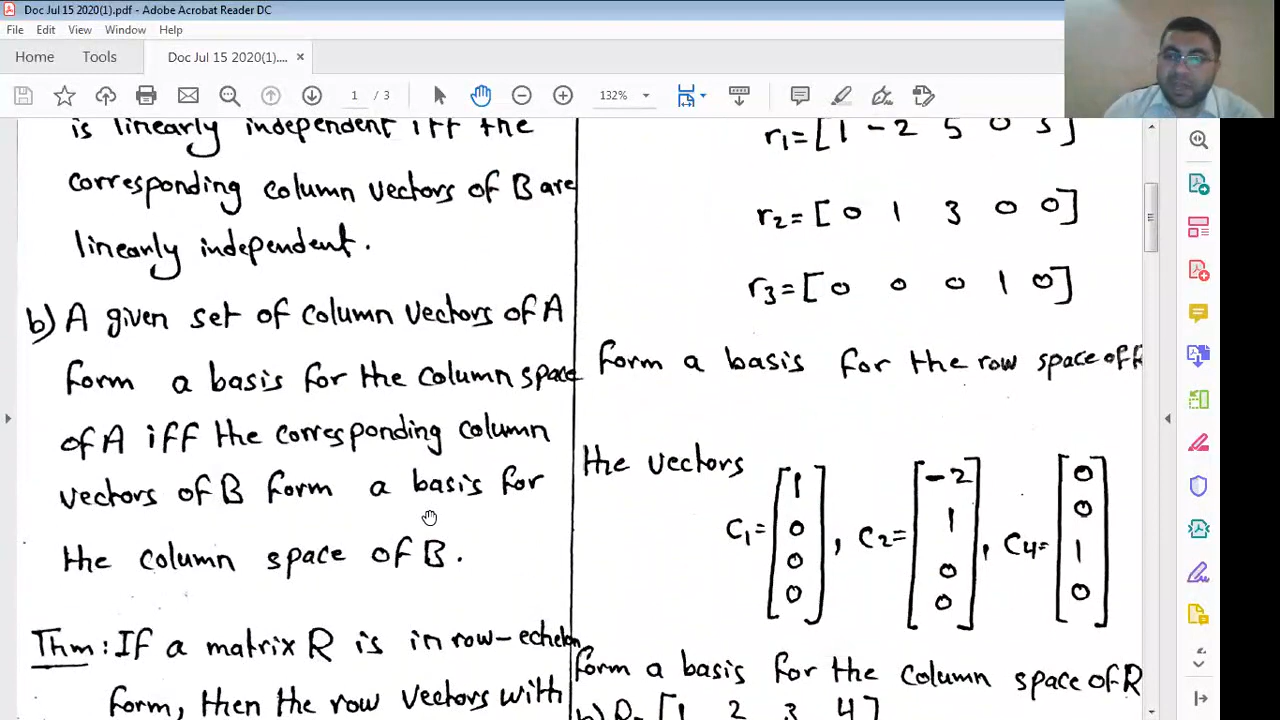 Doc Jul 15 2020(1).pdf - Adobe Acrobat Reader DC
File Edit View Window Help
Home Tools Doc Jul 15 2020(1).... ×
1 / 3 132%
is linearly independent iff the
corresponding column vectors of B are
linearly independent.
b) A given set of column vectors of A
form a basis for the column space
of A iff the corresponding column
vectors of B form a basis for
the column space of B.
Thm: If a matrix R is in row-echelon
form, then the row vectors with
r1=[1 -2 5 0 3]
r2=[0 1 3 0 0]
r3=[0 0 0 1 0]
form a basis for the row space of R
the vectors
C1= [1 0 0 0] , C2= [-2 1 0 0] , C4= [0 0 1 0]
form a basis for the column space of R
b) R= [1 2 3 4]